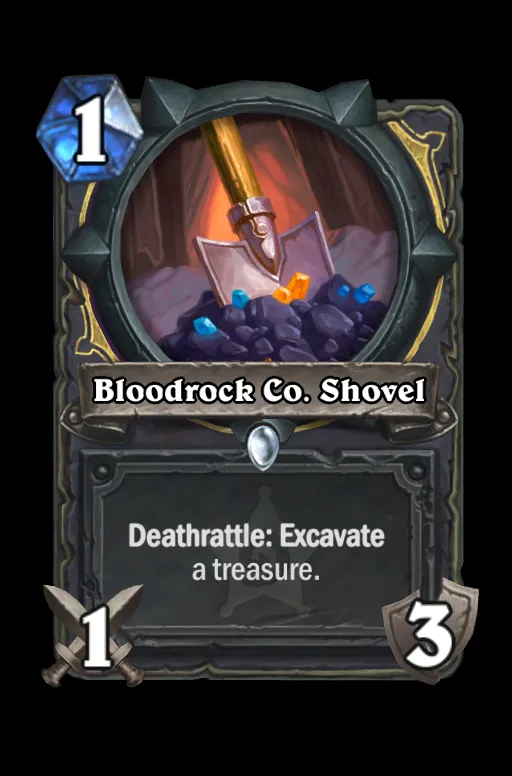 1
Bloodrock Co. Shovel
Deathrattle: Excavate
a treasure.
1
3